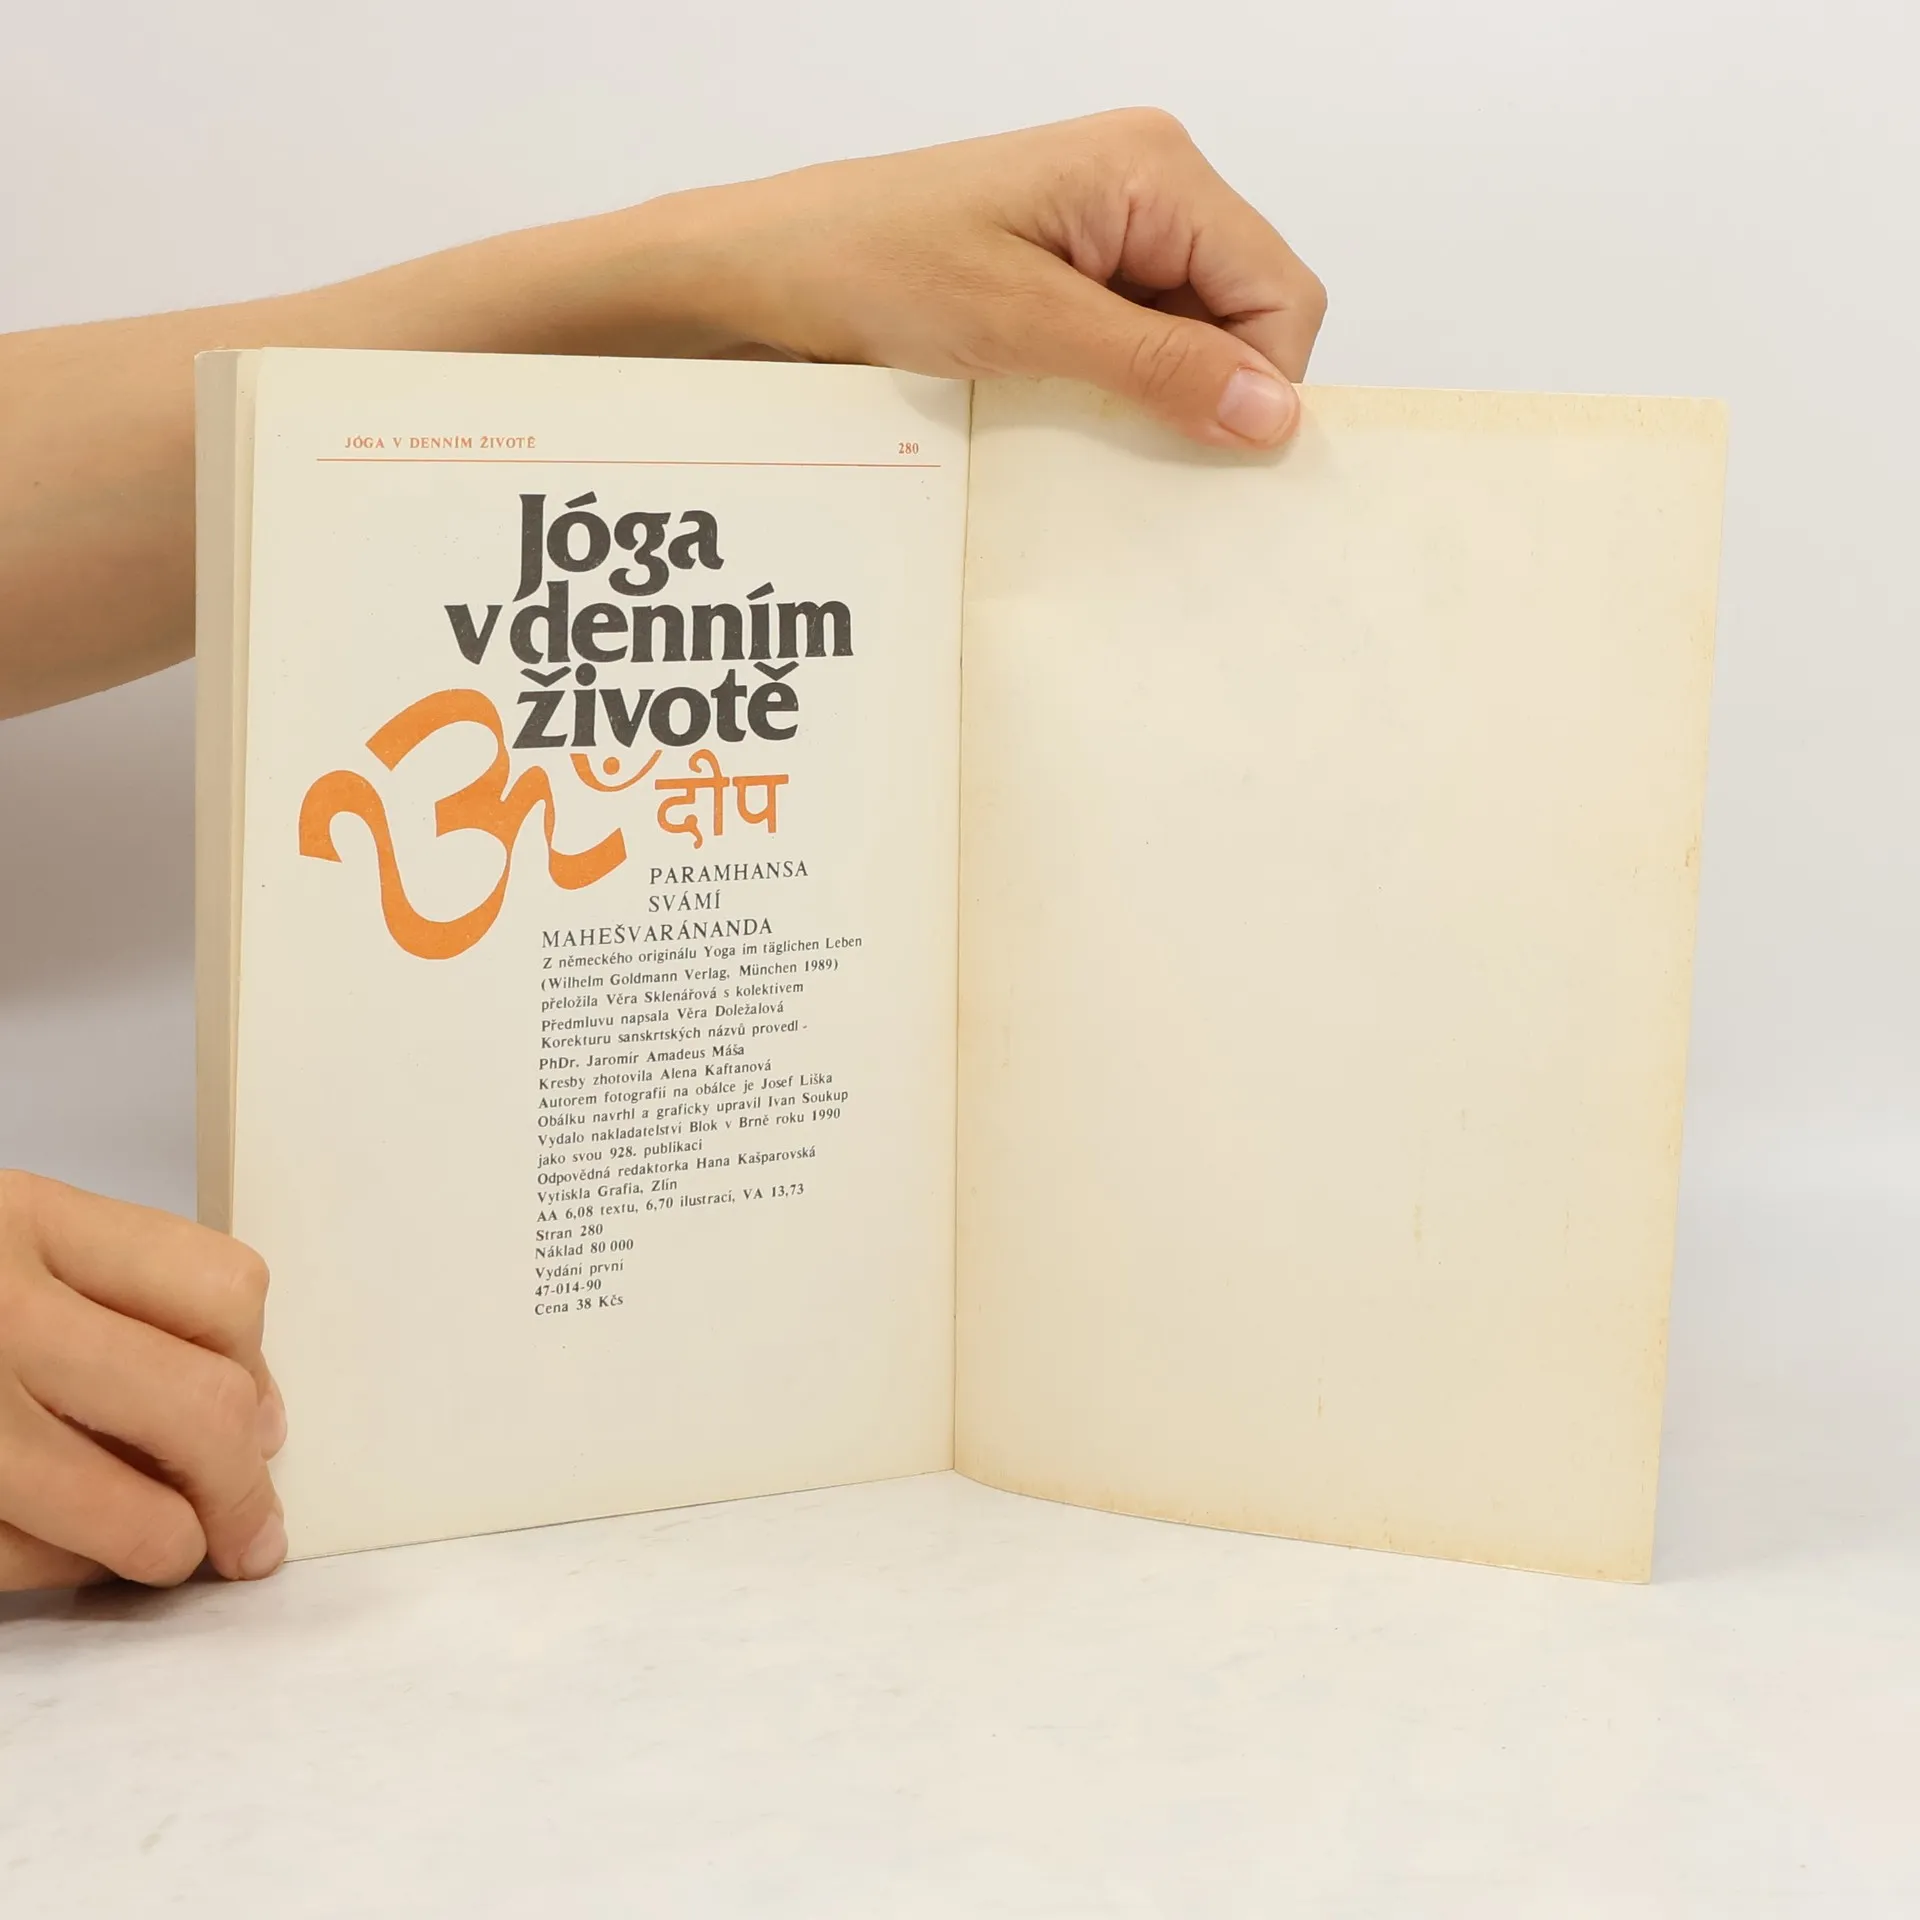 JÓGA V DENNÍM ŽIVOTĚ 280
Jóga
v denním
životě
ॐ दीप
PARAMHANSA
SVÁMÍ
MAHEŠVARÁNANDA
Z německého originálu Yoga im täglichen Leben
(Wilhelm Goldmann Verlag, München 1989)
přeložila Věra Sklenářová s kolektivem
Předmluvu napsala Věra Doležalová
Korekturu sanskrtských názvů provedl -
PhDr. Jaromír Amadeus Máša
Kresby zhotovila Alena Kaftanová
Autorem fotografií na obálce je Josef Liška
Obálku navrhl a graficky upravil Ivan Soukup
Vydalo nakladatelství Blok v Brně roku 1990
jako svou 928. publikaci
Odpovědná redaktorka Hana Kašparovská
Vytiskla Grafia, Zlín
AA 6,08 textu, 6,70 ilustrací, VA 13,73
Stran 280
Náklad 80 000
Vydání první
47-014-90
Cena 38 Kčs